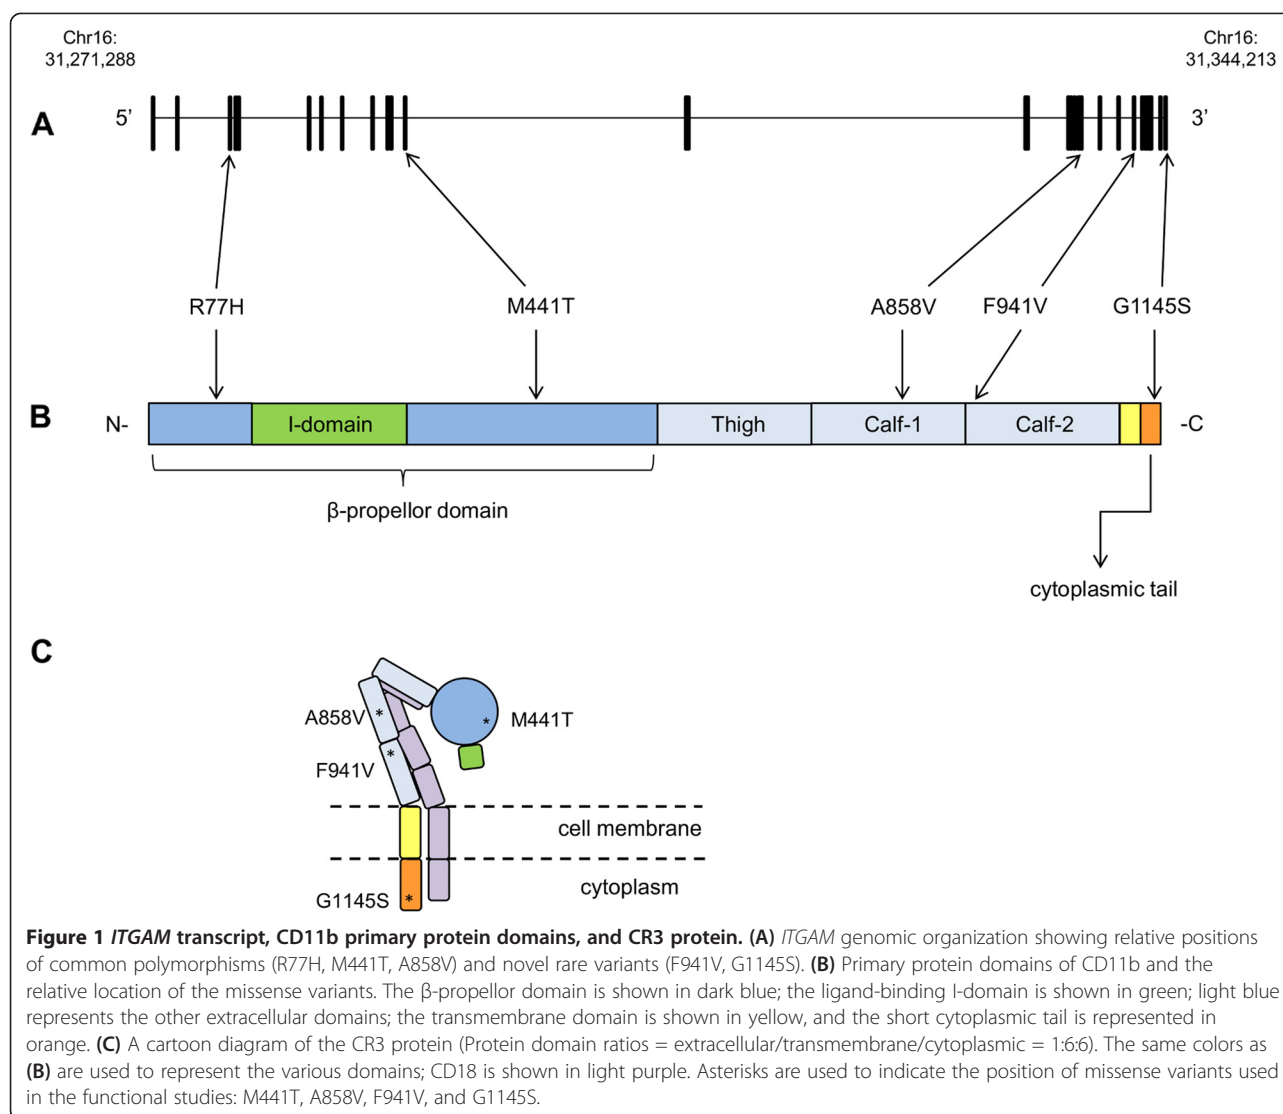 Chr16:
31,271,288
Chr16:
31,344,213
A
5’
3’
R77H
M441T
A858V
F941V
G1145S
B
N-
I-domain
Thigh
Calf-1
Calf-2
-C
β-propellor domain
cytoplasmic tail
C
A858V
*
*
M441T
F941V
*
cell membrane
cytoplasm
G1145S
*
Figure 1 ITGAM transcript, CD11b primary protein domains, and CR3 protein. (A) ITGAM genomic organization showing relative positions
of common polymorphisms (R77H, M441T, A858V) and novel rare variants (F941V, G1145S). (B) Primary protein domains of CD11b and the
relative location of the missense variants. The β-propellor domain is shown in dark blue; the ligand-binding I-domain is shown in green; light blue
represents the other extracellular domains; the transmembrane domain is shown in yellow, and the short cytoplasmic tail is represented in
orange. (C) A cartoon diagram of the CR3 protein (Protein domain ratios = extracellular/transmembrane/cytoplasmic = 1:6:6). The same colors as
(B) are used to represent the various domains; CD18 is shown in light purple. Asterisks are used to indicate the position of missense variants used
in the functional studies: M441T, A858V, F941V, and G1145S.